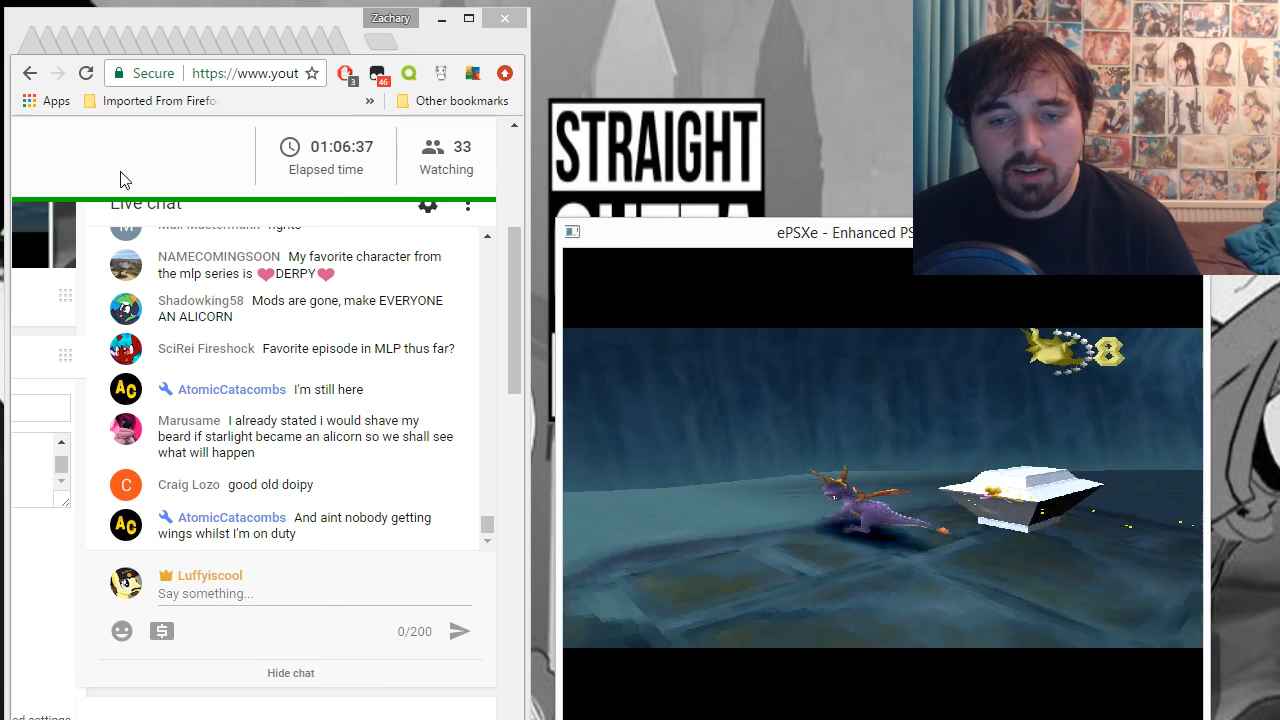 Zachary
Secure https://www.yout
3
46
Apps Imported From Firefo » Other bookmarks
01:06:37 33
Elapsed time Watching
Live chat
NAMECOMINGSOON My favorite character from
the mlp series is ❤DERPY❤
Shadowking58 Mods are gone, make EVERYONE
AN ALICORN
SciRei Fireshock Favorite episode in MLP thus far?
AC AtomicCatacombs I'm still here
Marusame I already stated i would shave my
beard if starlight became an alicorn so we shall see
what will happen
C Craig Lozo good old doipy
AC AtomicCatacombs And aint nobody getting
wings whilst I'm on duty
Luffyiscool
Say something...
0/200
Hide chat
STRAIGHT
ePSXe - Enhanced PS
8